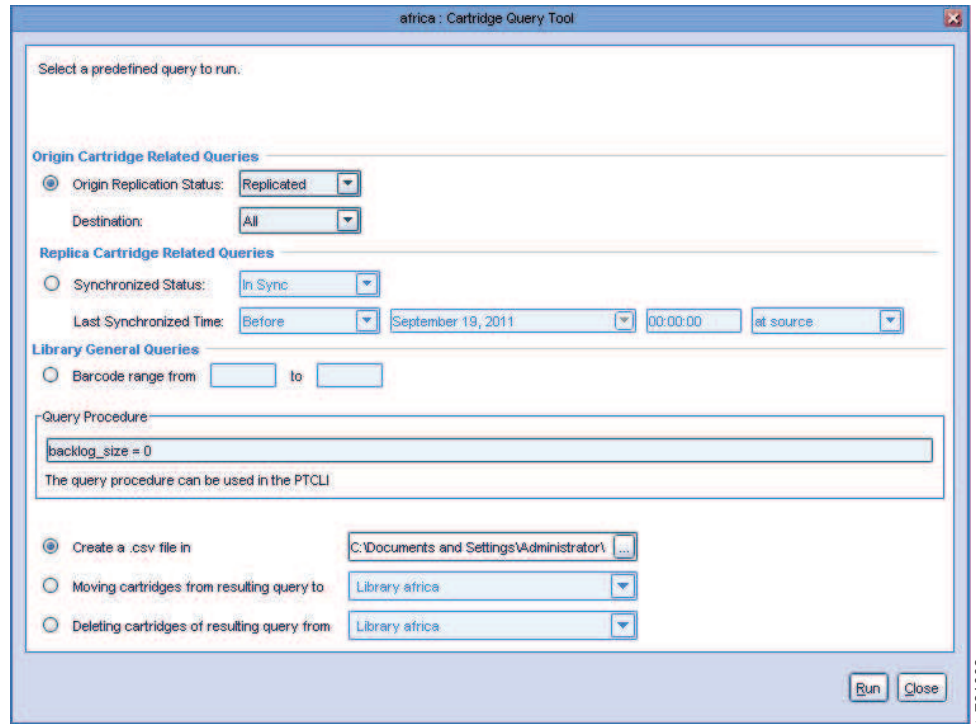 africa : Cartridge Query Tool
Select a predefined query to run.
Origin Cartridge Related Queries
Origin Replication Status: Replicated
Destination: All
Replica Cartridge Related Queries
Synchronized Status: In Sync
Last Synchronized Time: Before September 19, 2011 00:00:00 at source
Library General Queries
Barcode range from to
Query Procedure
backlog_size = 0
The query procedure can be used in the PTCLI
Create a .csv file in C:\Documents and Settings\Administrator\ ...
Moving cartridges from resulting query to Library africa
Deleting cartridges of resulting query from Library africa
Run Close